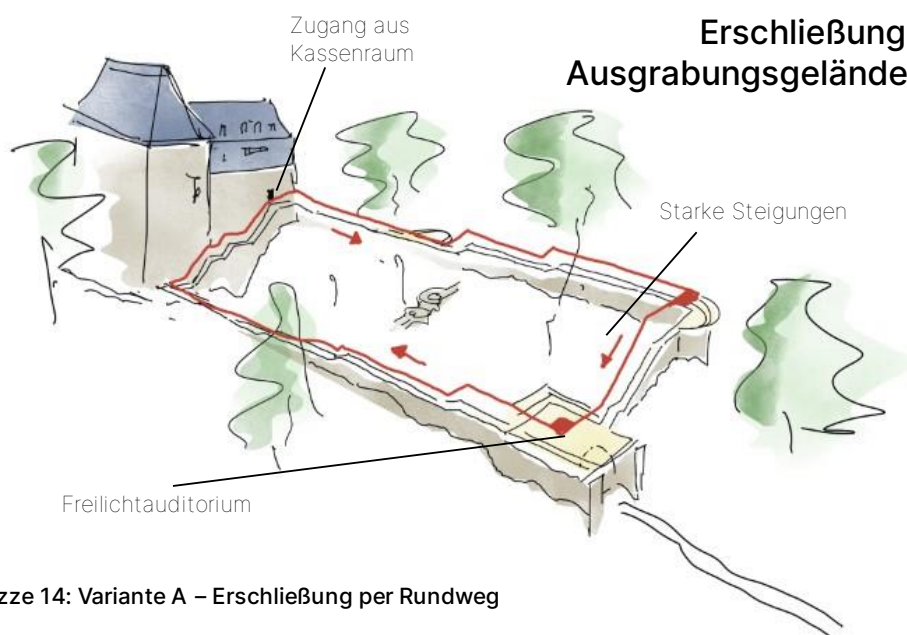 Zugang aus
Kassenraum
Erschließung
Ausgrabungsgelände
Starke Steigungen
Freilichtauditorium
zze 14: Variante A – Erschließung per Rundweg